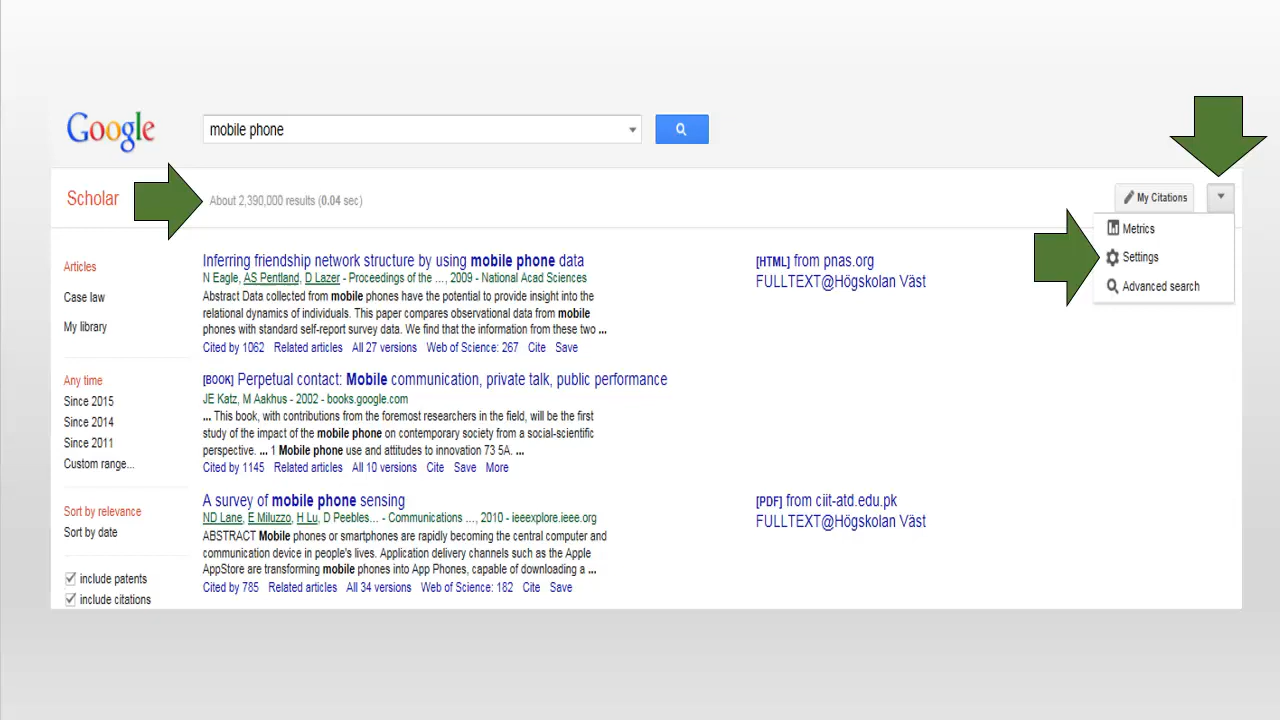 Google
mobile phone
Scholar
About 2,390,000 results (0.04 sec)
My Citations
Metrics
Settings
Advanced search
Articles
Case law
My library
Any time
Since 2015
Since 2014
Since 2011
Custom range...
Sort by relevance
Sort by date
include patents
include citations
Inferring friendship network structure by using mobile phone data
N Eagle, AS Pentland, D Lazer - Proceedings of the ..., 2009 - National Acad Sciences
Abstract Data collected from mobile phones have the potential to provide insight into the
relational dynamics of individuals. This paper compares observational data from mobile
phones with standard self-report survey data. We find that the information from these two ...
Cited by 1062 Related articles All 27 versions Web of Science: 267 Cite Save
[HTML] from pnas.org
FULLTEXT@Högskolan Väst
[BOOK] Perpetual contact: Mobile communication, private talk, public performance
JE Katz, M Aakhus - 2002 - books.google.com
... This book, with contributions from the foremost researchers in the field, will be the first
study of the impact of the mobile phone on contemporary society from a social-scientific
perspective. ... 1 Mobile phone use and attitudes to innovation 73 5A. ...
Cited by 1145 Related articles All 10 versions Cite Save More
A survey of mobile phone sensing
ND Lane, E Miluzzo, H Lu, D Peebles... - Communications ..., 2010 - ieeexplore.ieee.org
ABSTRACT Mobile phones or smartphones are rapidly becoming the central computer and
communication device in people's lives. Application delivery channels such as the Apple
AppStore are transforming mobile phones into App Phones, capable of downloading a ...
Cited by 785 Related articles All 34 versions Web of Science: 182 Cite Save
[PDF] from ciit-atd.edu.pk
FULLTEXT@Högskolan Väst